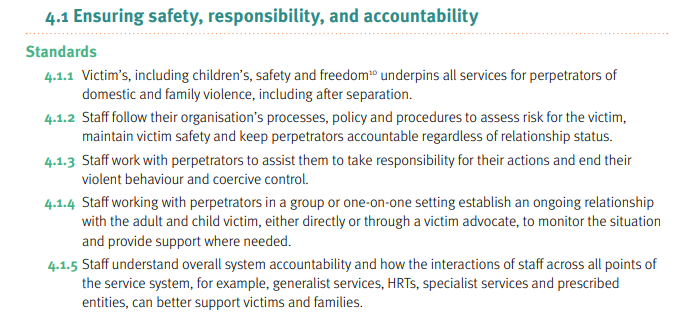 4.1 Ensuring safety, responsibility, and accountability
Standards
4.1.1 Victim's, including children's, safety and freedom¹⁰ underpins all services for perpetrators of
domestic and family violence, including after separation.
4.1.2 Staff follow their organisation's processes, policy and procedures to assess risk for the victim,
maintain victim safety and keep perpetrators accountable regardless of relationship status.
4.1.3 Staff work with perpetrators to assist them to take responsibility for their actions and end their
violent behaviour and coercive control.
4.1.4 Staff working with perpetrators in a group or one-on-one setting establish an ongoing relationship
with the adult and child victim, either directly or through a victim advocate, to monitor the situation
and provide support where needed.
4.1.5 Staff understand overall system accountability and how the interactions of staff across all points of
the service system, for example, generalist services, HRTs, specialist services and prescribed
entities, can better support victims and families.